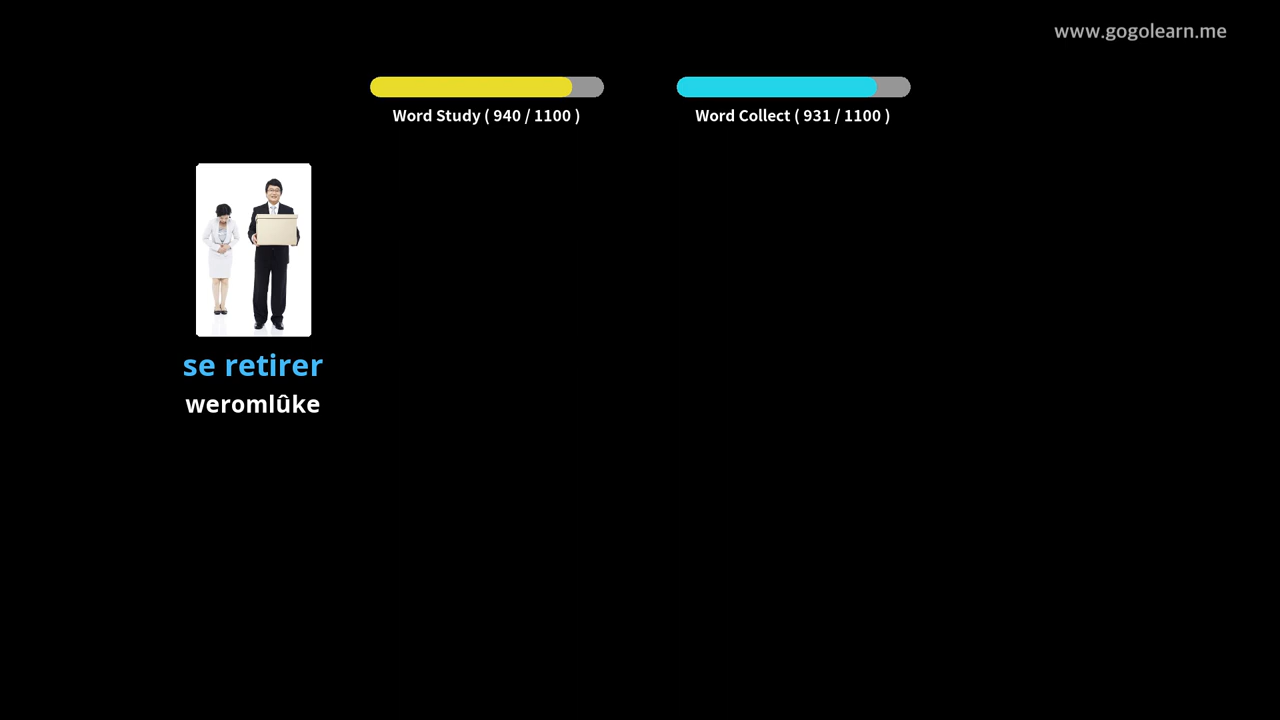 www.gogolearn.me
Word Study ( 940 / 1100 )
Word Collect ( 931 / 1100 )
se retirer
weromlûke